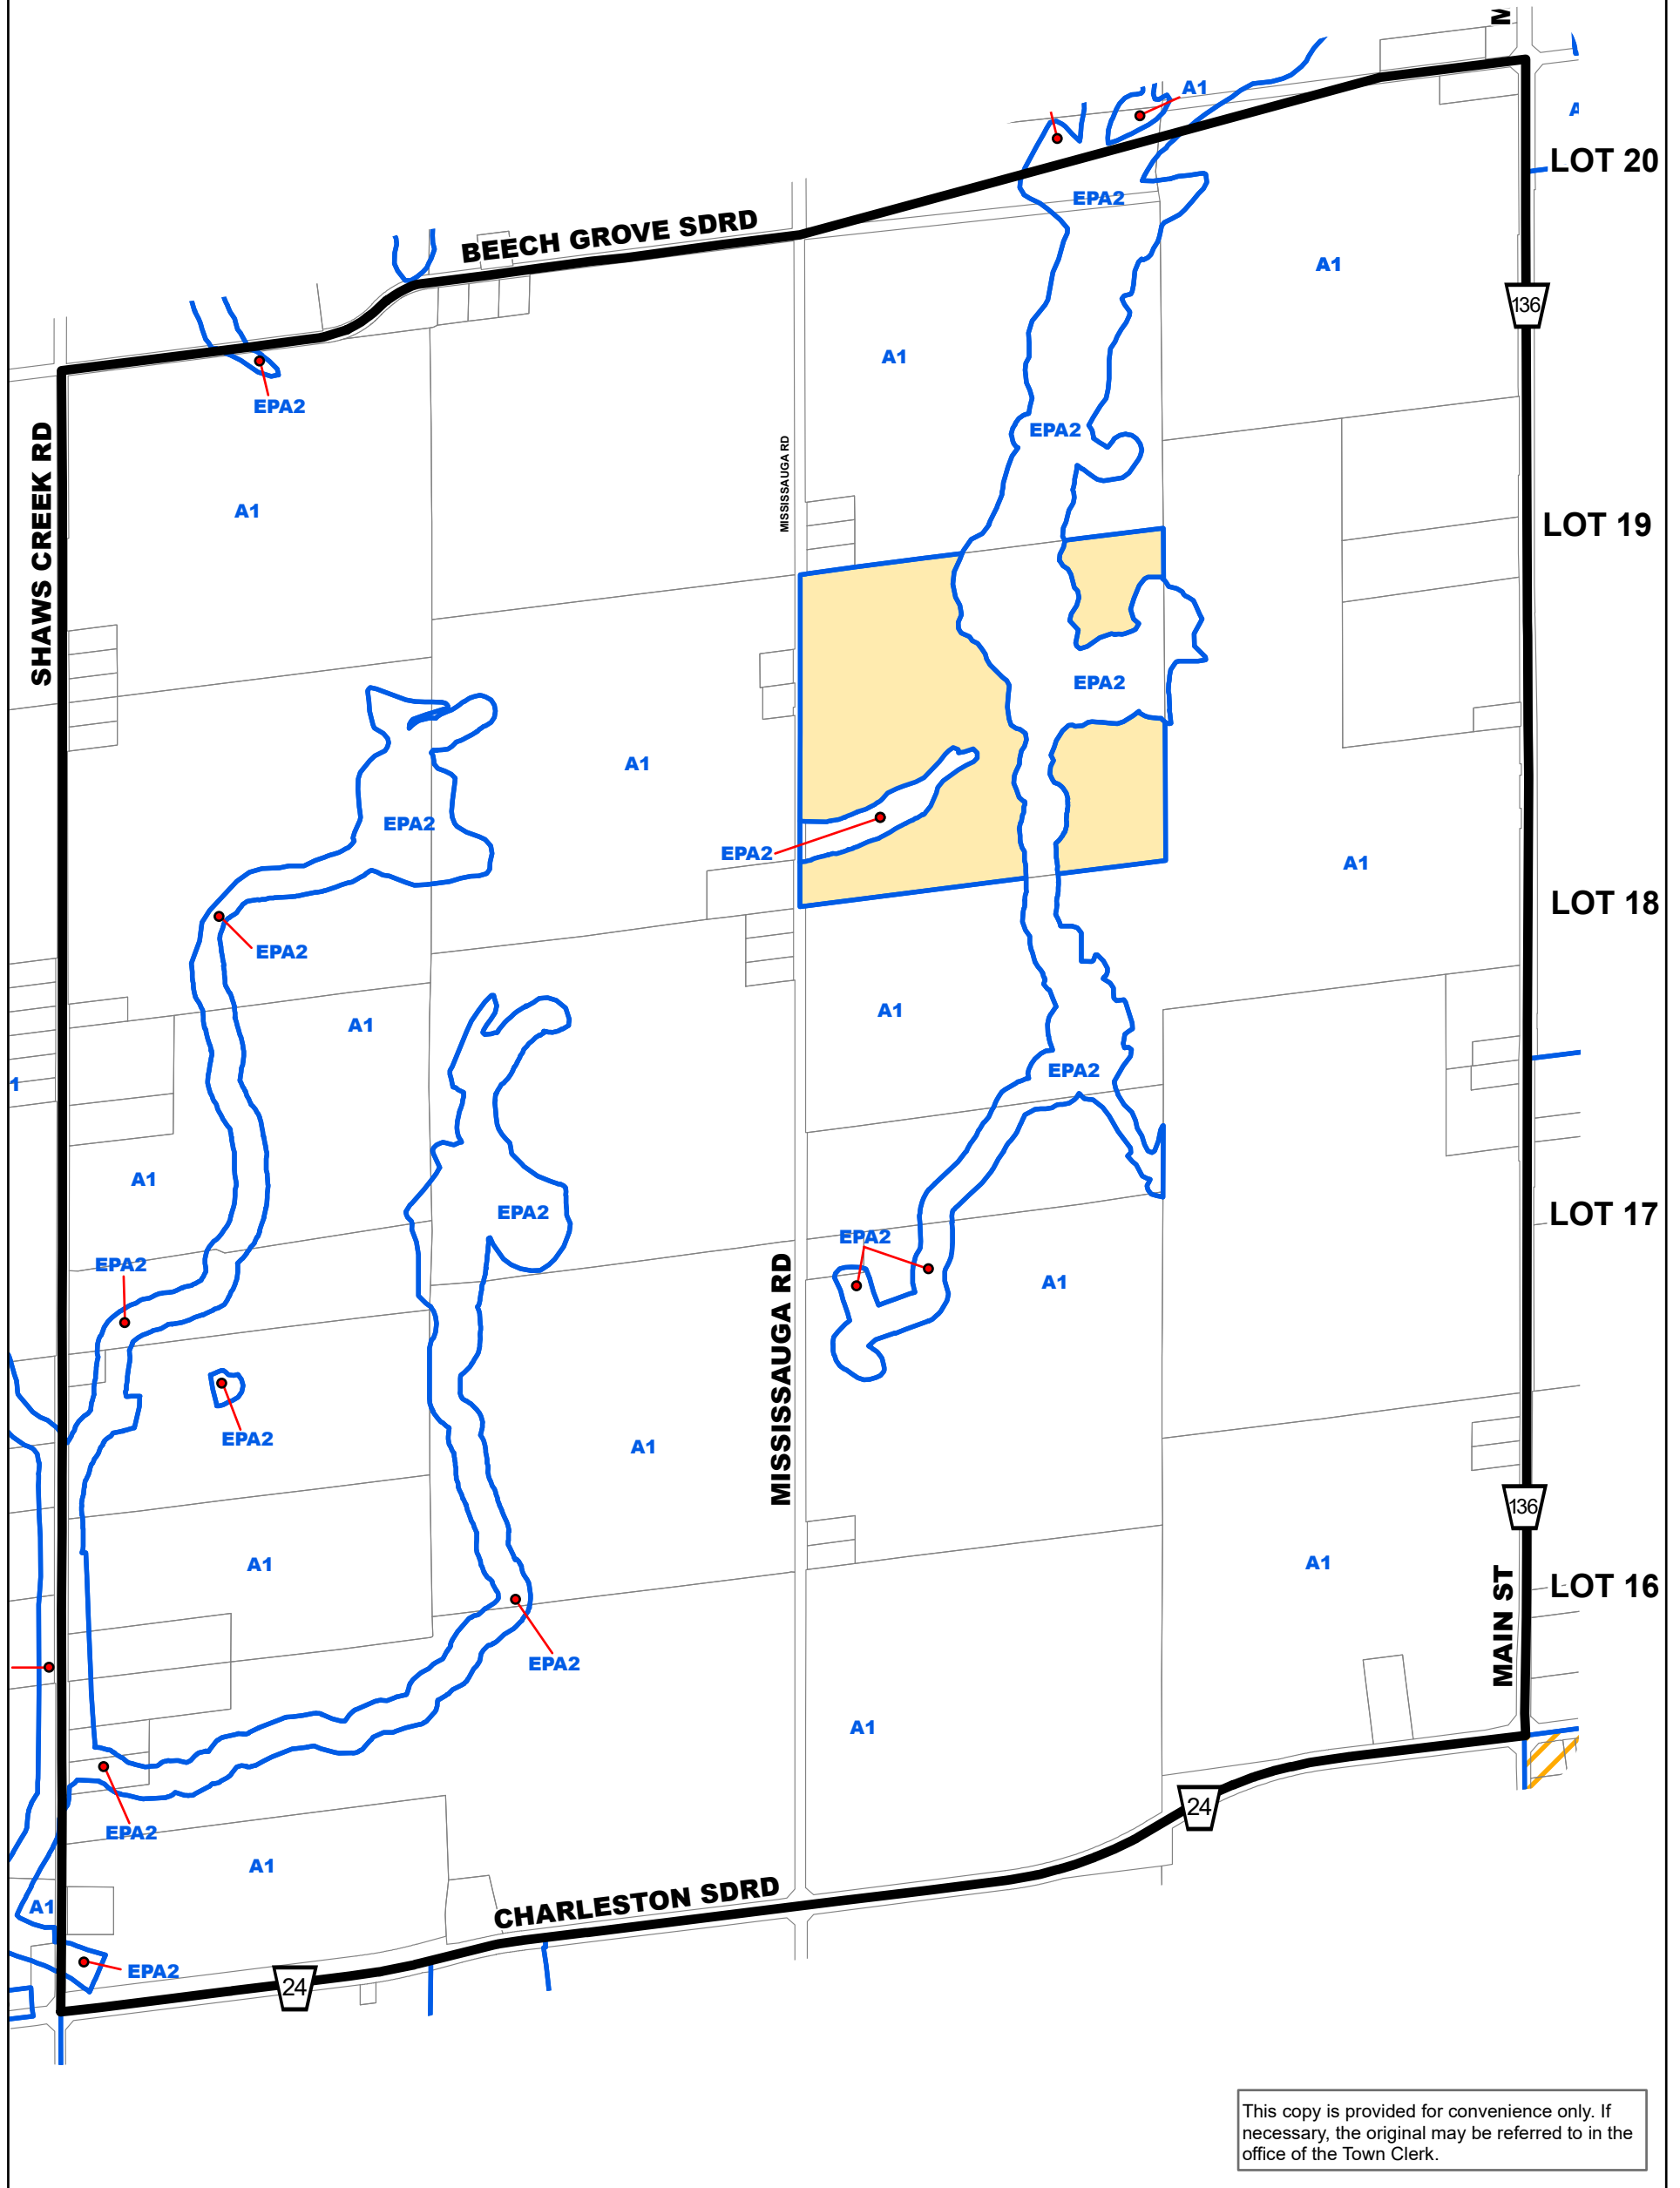 A1
EPA2
LOT 20
BEECH GROVE SDRD
A1
136
A1
EPA2
EPA2
SHAWS CREEK RD
MISSISSAUGA RD
A1
LOT 19
EPA2
A1
EPA2
EPA2
A1
LOT 18
EPA2
A1
A1
EPA2
1
A1
EPA2
LOT 17
EPA2
EPA2
A1
MISSISSAUGA RD
EPA2
A1
136
A1
A1
LOT 16
MAIN ST
EPA2
A1
24
EPA2
A1
CHARLESTON SDRD
A1
EPA2
24
This copy is provided for convenience only. If
necessary, the original may be referred to in the
office of the Town Clerk.